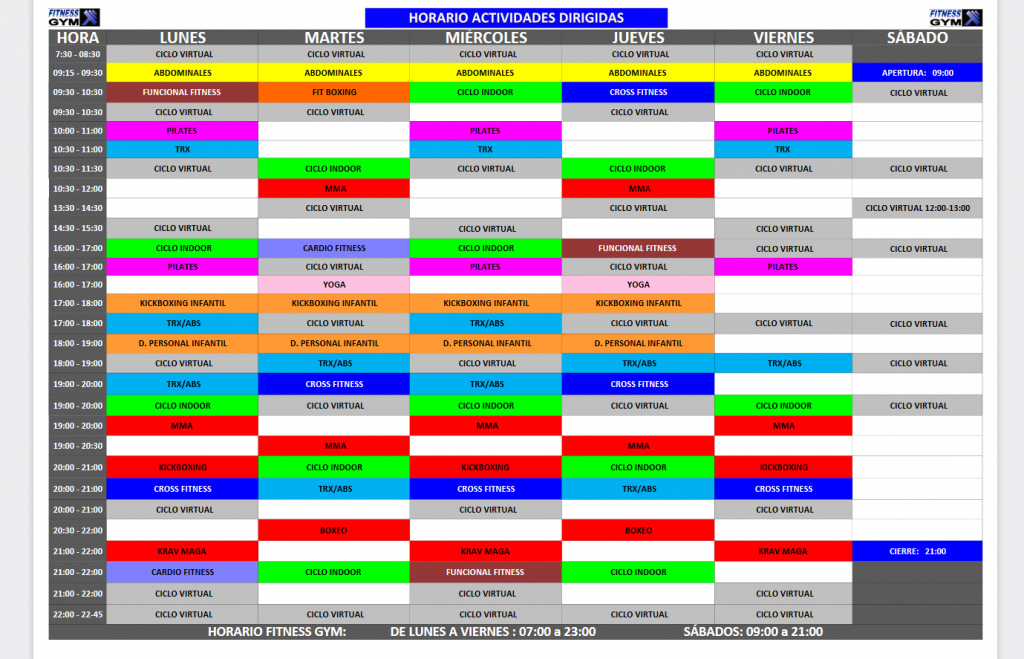 FITNESS GYM HORARIO ACTIVIDADES DIRIGIDAS FITNESS GYM
HORA LUNES MARTES MIÉRCOLES JUEVES VIERNES SÁBADO
7:30 - 08:30 CICLO VIRTUAL CICLO VIRTUAL CICLO VIRTUAL CICLO VIRTUAL CICLO VIRTUAL
09:15 - 09:30 ABDOMINALES ABDOMINALES ABDOMINALES ABDOMINALES ABDOMINALES APERTURA: 09:00
09:30 - 10:30 FUNCIONAL FITNESS FIT BOXING CICLO INDOOR CROSS FITNESS CICLO INDOOR CICLO VIRTUAL
09:30 - 10:30 CICLO VIRTUAL CICLO VIRTUAL CICLO VIRTUAL
10:00 - 11:00 PILATES PILATES PILATES
10:30 - 11:00 TRX TRX TRX
10:30 - 11:30 CICLO VIRTUAL CICLO INDOOR CICLO VIRTUAL CICLO INDOOR CICLO VIRTUAL CICLO VIRTUAL
10:30 - 12:00 MMA MMA
13:30 - 14:30 CICLO VIRTUAL CICLO VIRTUAL CICLO VIRTUAL 12:00-13:00
14:30 - 15:30 CICLO VIRTUAL CICLO VIRTUAL CICLO VIRTUAL
16:00 - 17:00 CICLO INDOOR CARDIO FITNESS CICLO INDOOR FUNCIONAL FITNESS CICLO VIRTUAL CICLO VIRTUAL
16:00 - 17:00 PILATES CICLO VIRTUAL PILATES CICLO VIRTUAL PILATES
16:00 - 17:00 YOGA YOGA
17:00 - 18:00 KICKBOXING INFANTIL KICKBOXING INFANTIL KICKBOXING INFANTIL KICKBOXING INFANTIL
17:00 - 18:00 TRX/ABS CICLO VIRTUAL TRX/ABS CICLO VIRTUAL CICLO VIRTUAL CICLO VIRTUAL
18:00 - 19:00 D. PERSONAL INFANTIL D. PERSONAL INFANTIL D. PERSONAL INFANTIL D. PERSONAL INFANTIL
18:00 - 19:00 CICLO VIRTUAL TRX/ABS CICLO VIRTUAL TRX/ABS TRX/ABS CICLO VIRTUAL
19:00 - 20:00 TRX/ABS CROSS FITNESS TRX/ABS CROSS FITNESS
19:00 - 20:00 CICLO INDOOR CICLO VIRTUAL CICLO INDOOR CICLO VIRTUAL CICLO INDOOR CICLO VIRTUAL
19:00 - 20:00 MMA MMA MMA
19:00 - 20:30 MMA MMA
20:00 - 21:00 KICKBOXING CICLO INDOOR KICKBOXING CICLO INDOOR KICKBOXING
20:00 - 21:00 CROSS FITNESS TRX/ABS CROSS FITNESS TRX/ABS CROSS FITNESS
20:00 - 21:00 CICLO VIRTUAL CICLO VIRTUAL CICLO VIRTUAL
20:30 - 22:00 BOXEO BOXEO
21:00 - 22:00 KRAV MAGA KRAV MAGA KRAV MAGA CIERRE: 21:00
21:00 - 22:00 CARDIO FITNESS CICLO INDOOR FUNCIONAL FITNESS CICLO INDOOR
21:00 - 22:00 CICLO VIRTUAL CICLO VIRTUAL CICLO VIRTUAL
22:00 - 22-45 CICLO VIRTUAL CICLO VIRTUAL CICLO VIRTUAL CICLO VIRTUAL CICLO VIRTUAL
HORARIO FITNESS GYM: DE LUNES A VIERNES : 07:00 a 23:00 SÁBADOS: 09:00 a 21:00